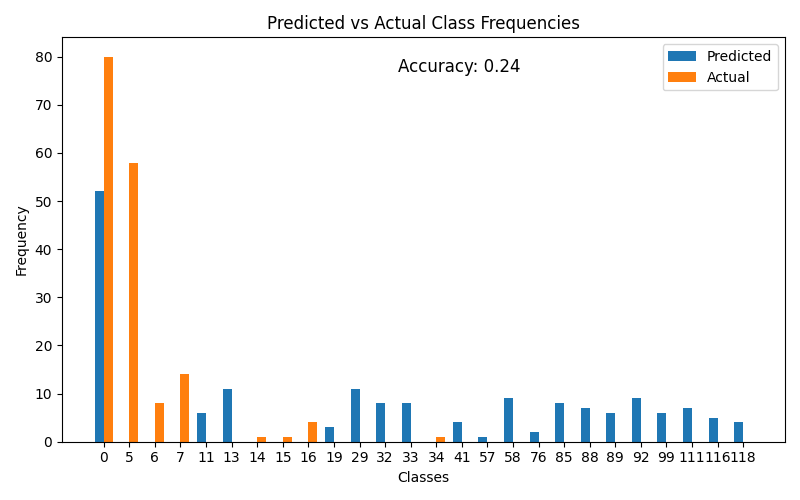 Predicted vs Actual Class Frequencies
Accuracy: 0.24
Predicted
Actual
Frequency
80
70
60
50
40
30
20
10
0
0 5 6 7 11 13 14 15 16 19 29 32 33 34 41 57 58 76 85 88 89 92 99 111 116 118
Classes